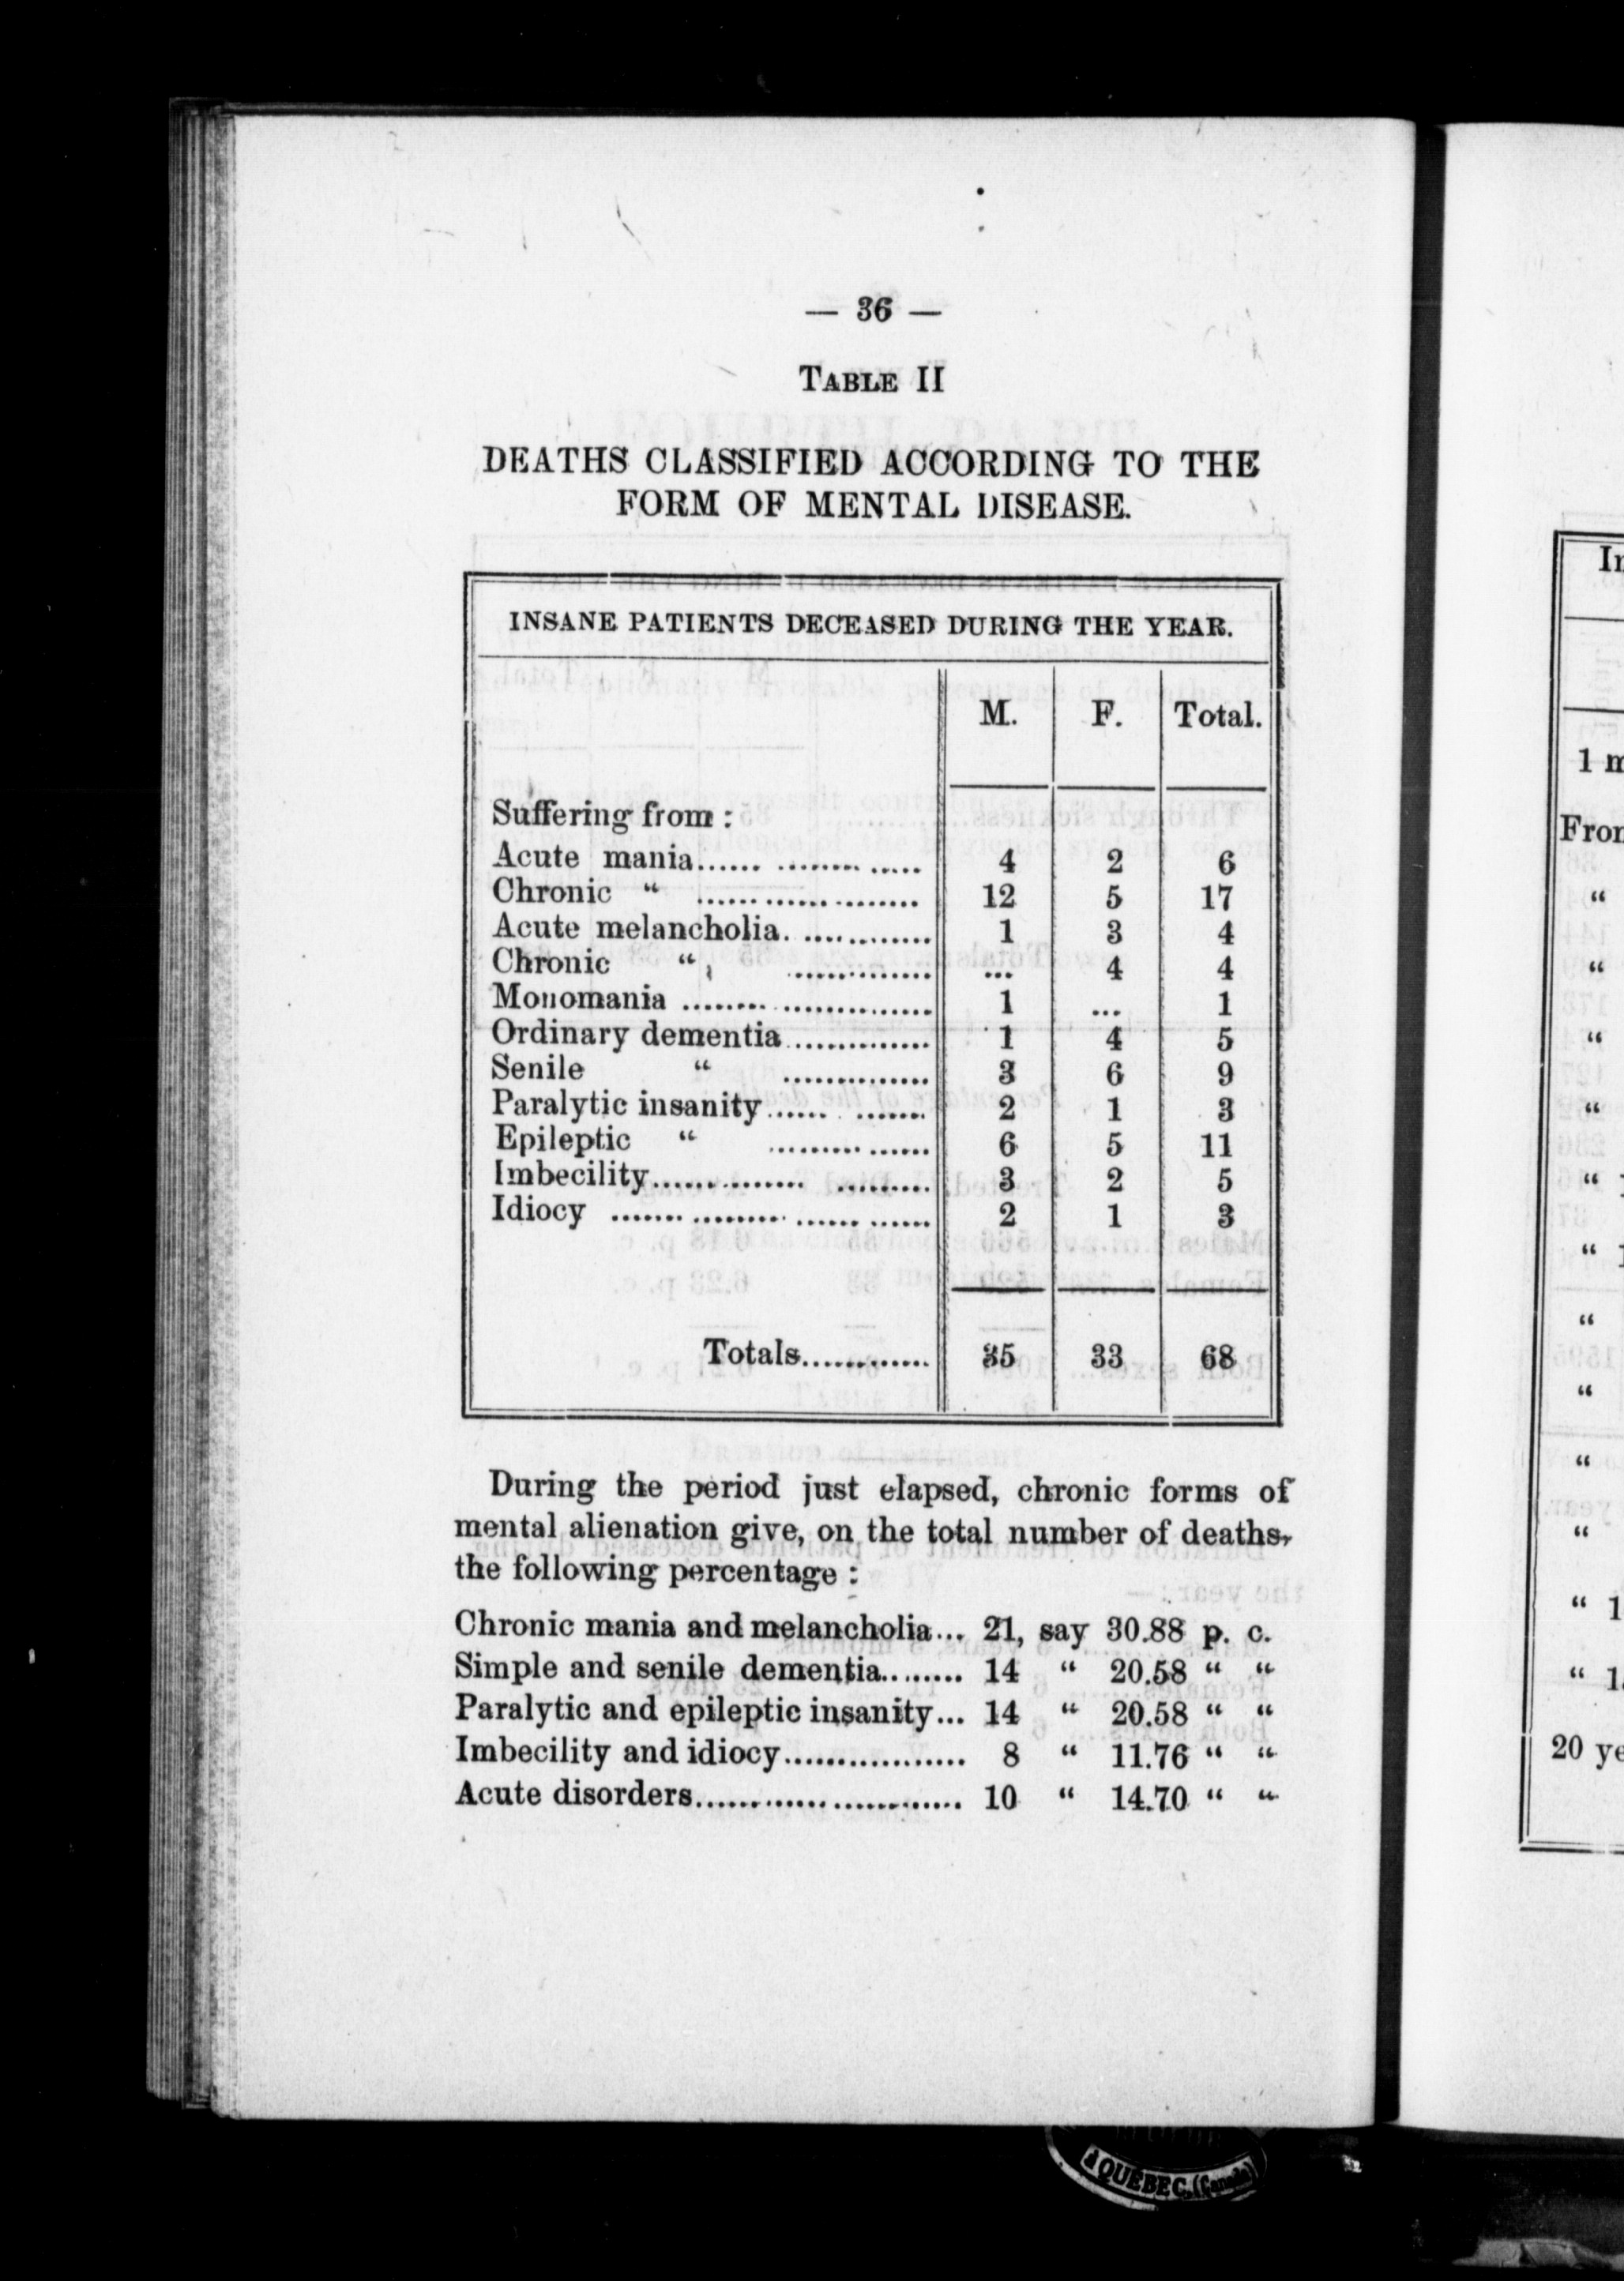 — 36 —
TABLE II
DEATHS CLASSIFIED ACCORDING TO THE
FORM OF MENTAL DISEASE.
INSANE PATIENTS DECEASED DURING THE YEAR.
M. F. Total.
Suffering from :
Acute mania...... ......... ..... 4 2 6
Chronic “ ...... ...... ........ 12 5 17
Acute melancholia. ............. 1 3 4
Chronic “ .............. ... 4 4
Monomania ......... .............. 1 ... 1
Ordinary dementia.............. 1 4 5
Senile “ .............. 3 6 9
Paralytic insanity...... ....... 2 1 3
Epileptic “ ......... ...... 6 5 11
Imbecility............... ......... 3 2 5
Idiocy ....... ......... ...... ...... 2 1 3
Totals............ 35 33 68
During the period just elapsed, chronic forms of
mental alienation give, on the total number of deaths,
the following percentage :
Chronic mania and melancholia... 21, say 30.88 p. c.
Simple and senile dementia........ 14 “ 20.58 “ “
Paralytic and epileptic insanity... 14 “ 20.58 “ “
Imbecility and idiocy................. 8 “ 11.76 “ “
Acute disorders......................... 10 “ 14.70 “ “
À QUÉBEC, (Canada)
1
“
“
“
“
“
“
“
“
“
“
“ 1
“
20